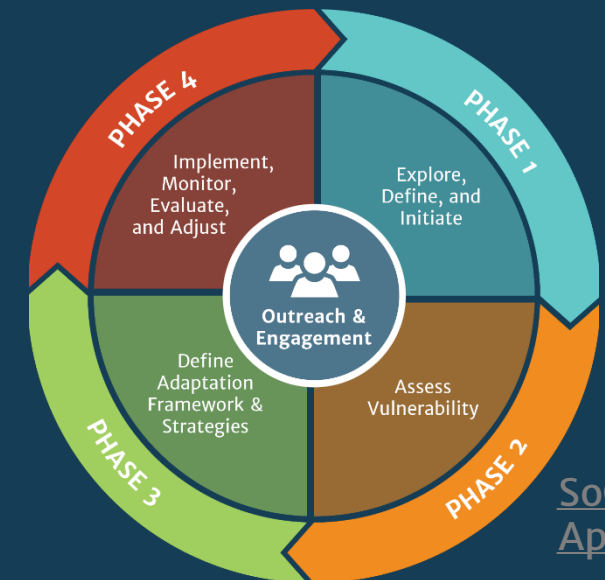 PHASE 1
Explore,
Define, and
Initiate
PHASE 2
Assess
Vulnerability
PHASE 3
Define
Adaptation
Framework &
Strategies
PHASE 4
Implement,
Monitor,
Evaluate,
and Adjust
Outreach &
Engagement